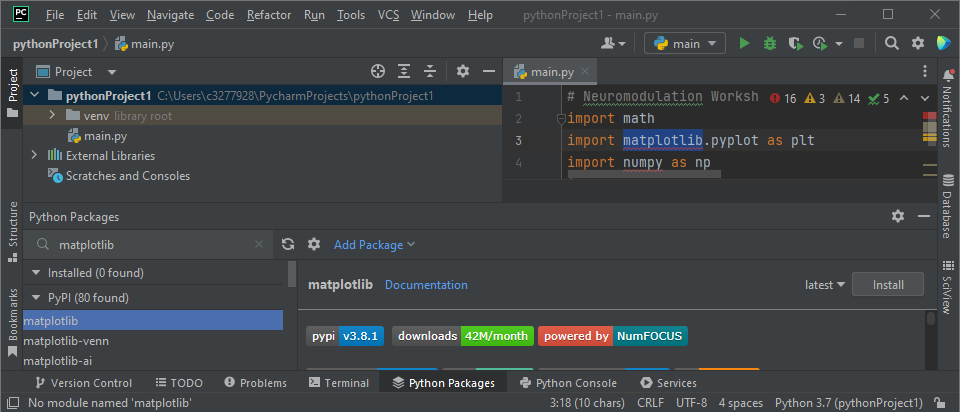 PC File Edit View Navigate Code Refactor Run Tools VCS Git Window Help pythonProject1 - main.py
pythonProject1 main.py main
Project
Project
main.py
pythonProject1 C:\Users\c3277928\PycharmProjects\pythonProject1
venv library root
main.py
External Libraries
Scratches and Consoles
1 # Neuromodulation Worksh 16 3 14 5
2 import math
3 import matplotlib.pyplot as plt
4 import numpy as np
Notifications
Database
SciView
Structure
Bookmarks
Python Packages
matplotlib Add Package
Installed (0 found)
PyPI (80 found)
matplotlib
matplotlib-venn
matplotlib-ai
matplotlib Documentation latest Install
pypi v3.8.1 downloads 42M/month powered by NumFOCUS
Version Control TODO Problems Terminal Python Packages Python Console Services
No module named 'matplotlib' 3:18 (10 chars) CRLF UTF-8 4 spaces Python 3.7 (pythonProject1)